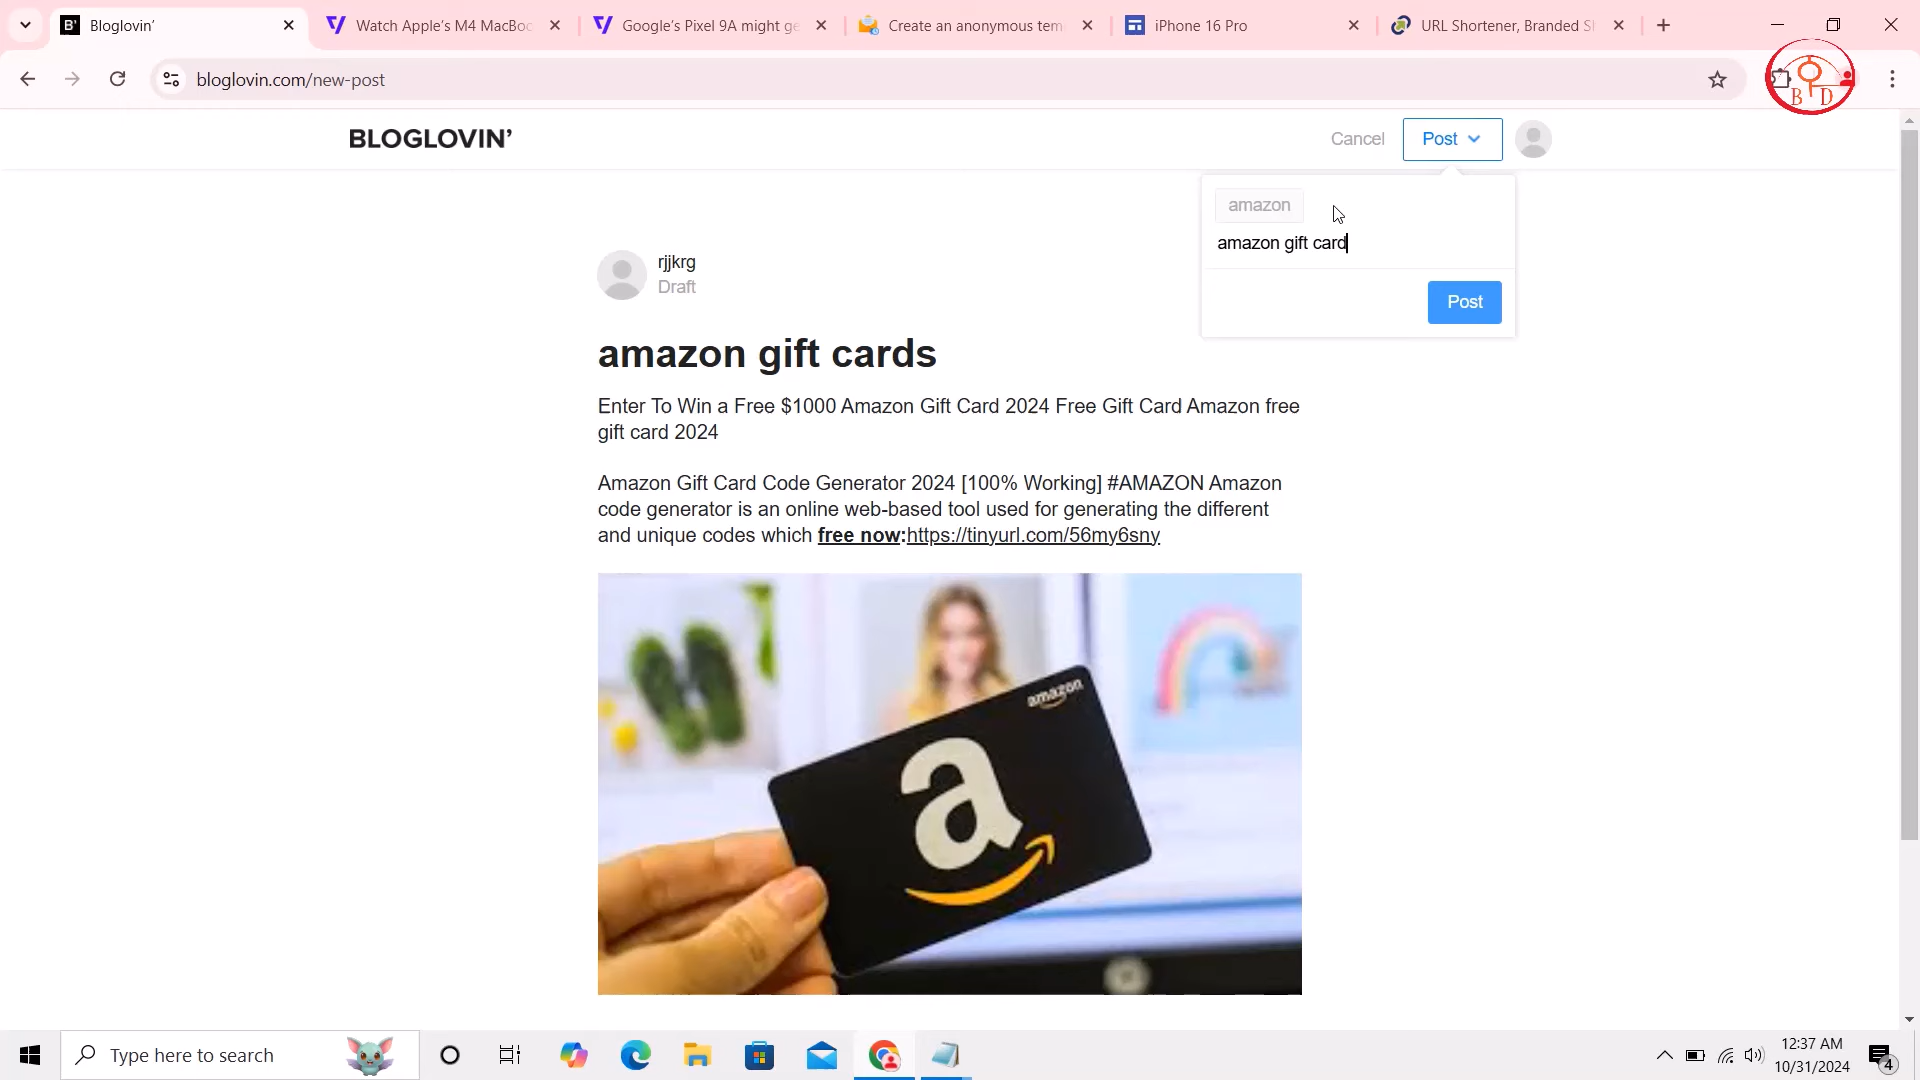 Bloglovin'
Watch Apple's M4 MacBoo
Google's Pixel 9A might ge
Create an anonymous tem
iPhone 16 Pro
URL Shortener, Branded Sh
bloglovin.com/new-post
B D
BLOGLOVIN'
Cancel
Post
amazon
amazon gift card
Post
rjjkrg
Draft
amazon gift cards
Enter To Win a Free $1000 Amazon Gift Card 2024 Free Gift Card Amazon free
gift card 2024
Amazon Gift Card Code Generator 2024 [100% Working] #AMAZON Amazon
code generator is an online web-based tool used for generating the different
and unique codes which free now:https://tinyurl.com/56my6sny
amazon
a
Type here to search
12:37 AM
10/31/2024
4